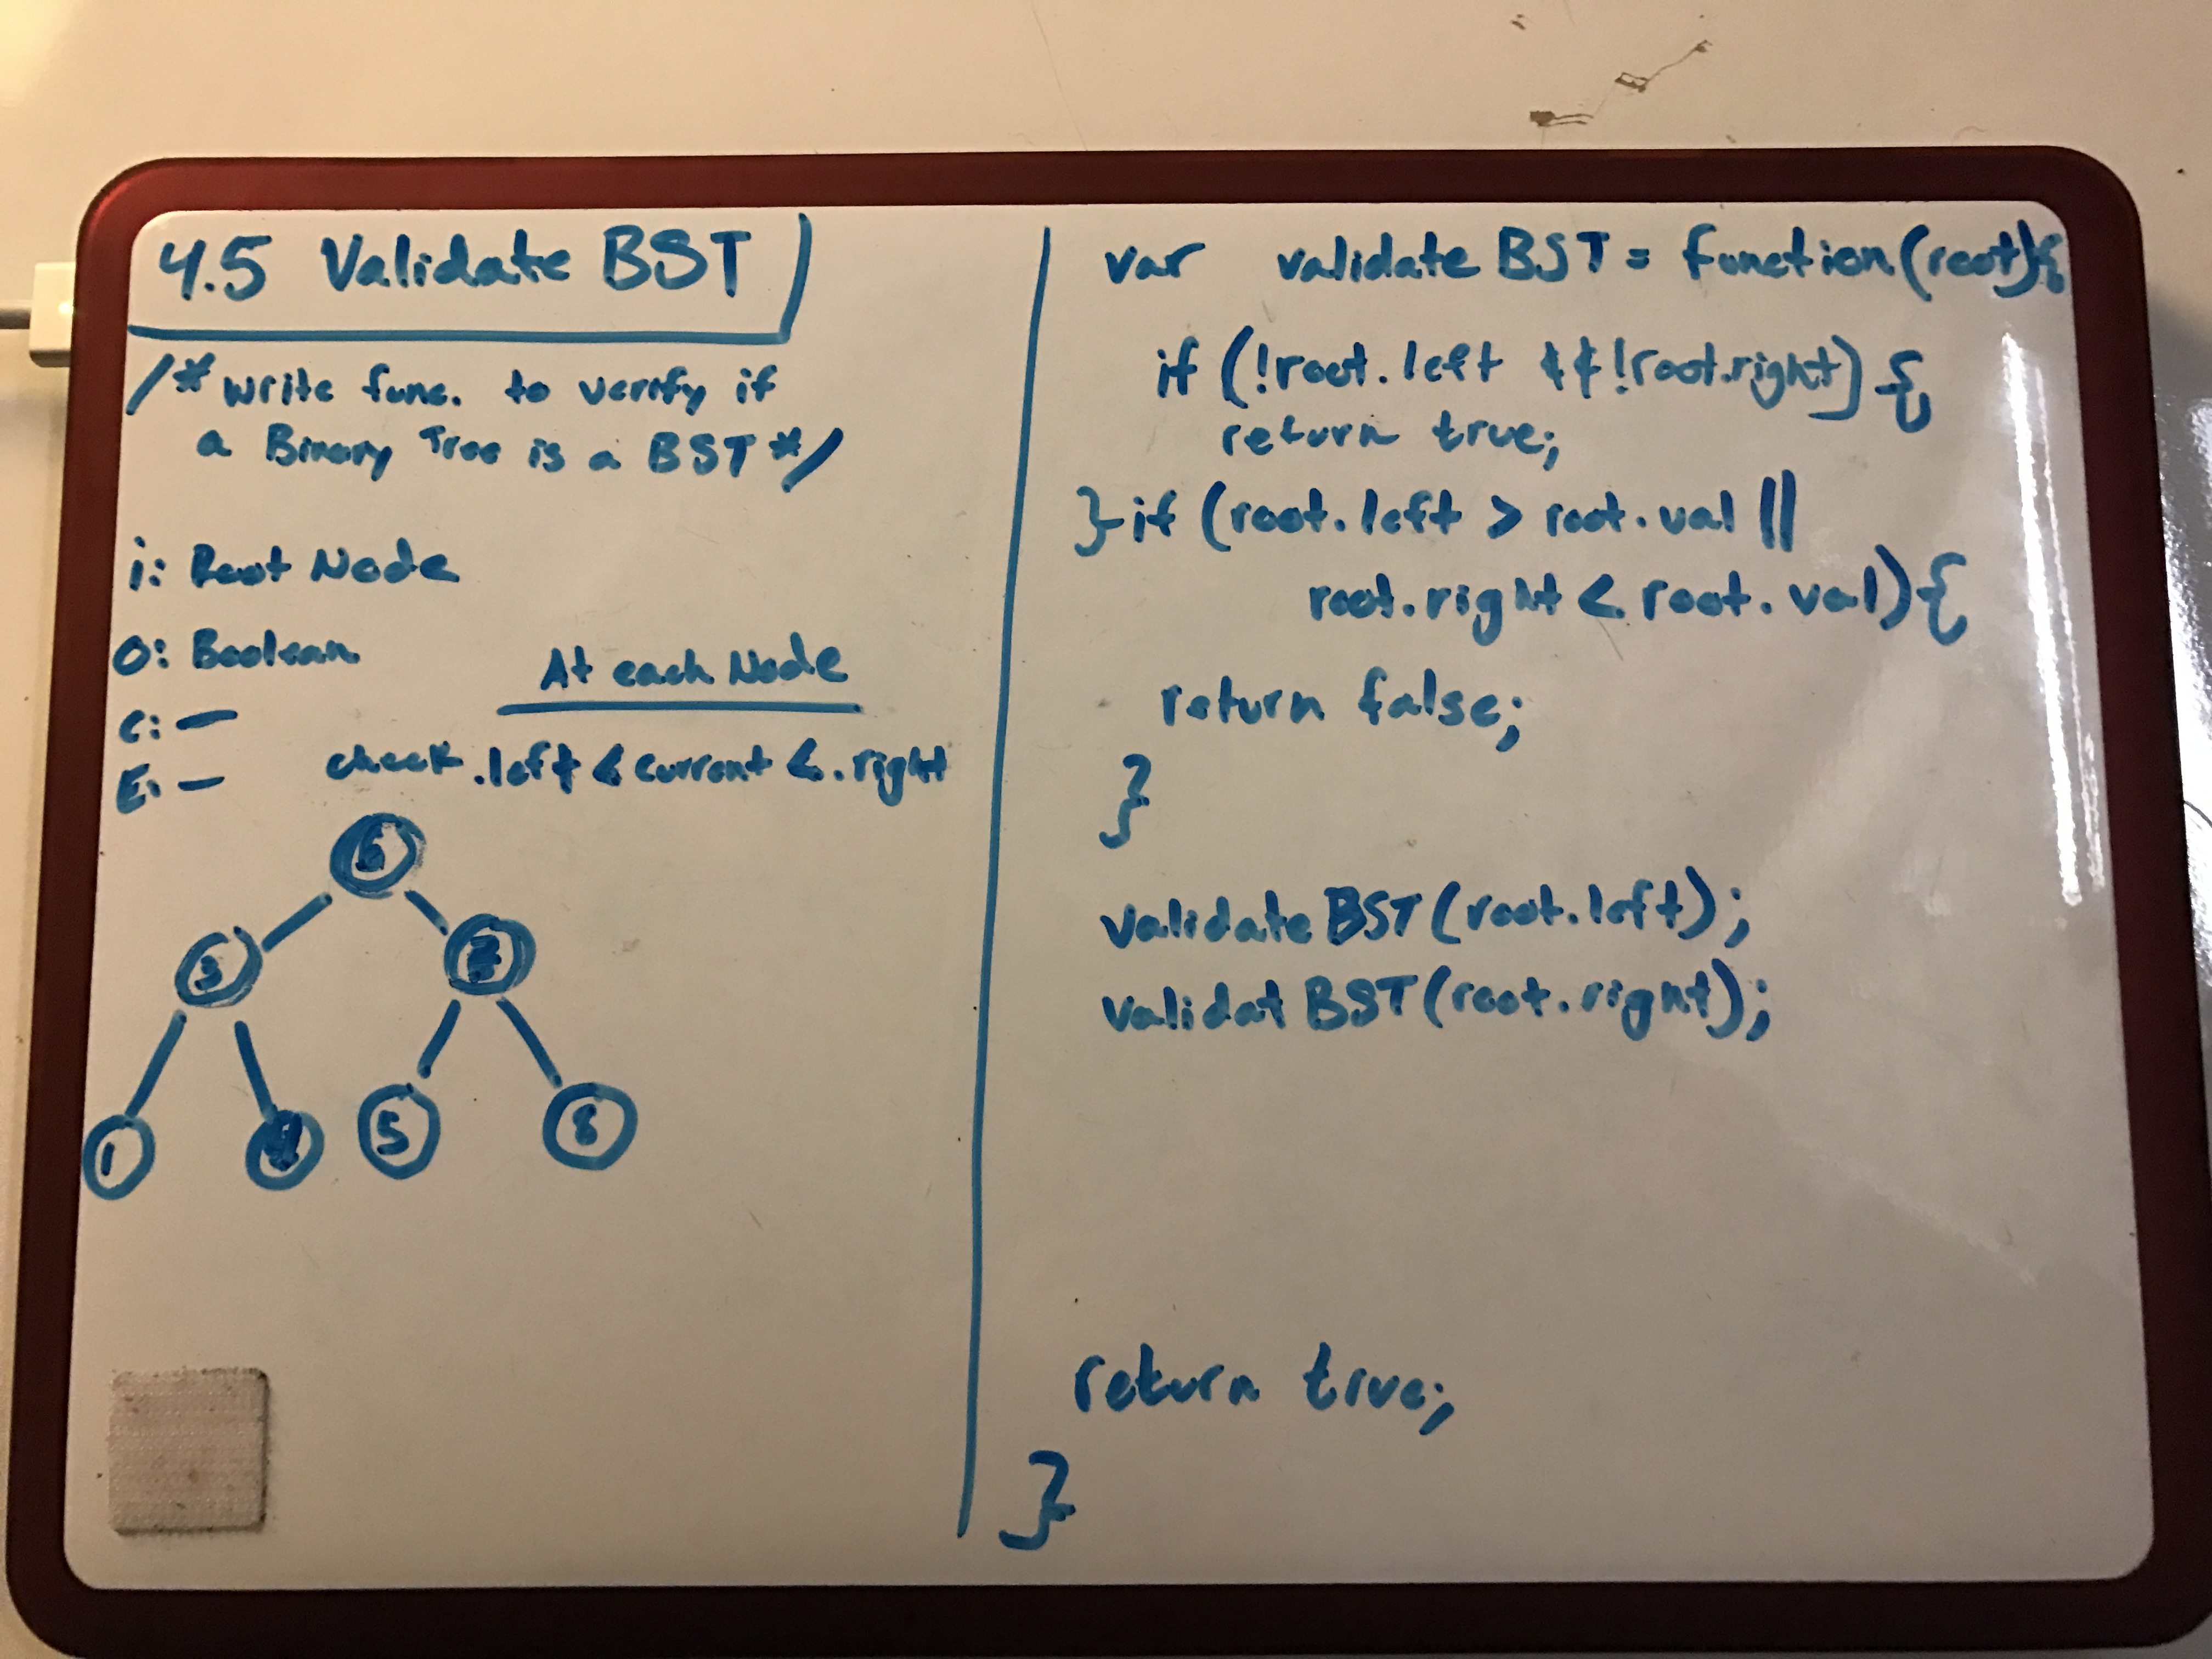 4.5 Validate BST
/* Write func. to verify if
a Binary Tree is a BST */
i: Root Node
O: Boolean
C: —
E: —
At each Node
check .left < current < .right
6
3
7
1
5
8
var validateBST = function(root){
if (!root.left && !root.right){
return true;
}if (root.left > root.val ||
root.right < root.val){
return false;
}
validateBST(root.left);
validatBST(root.right);
return true;
}